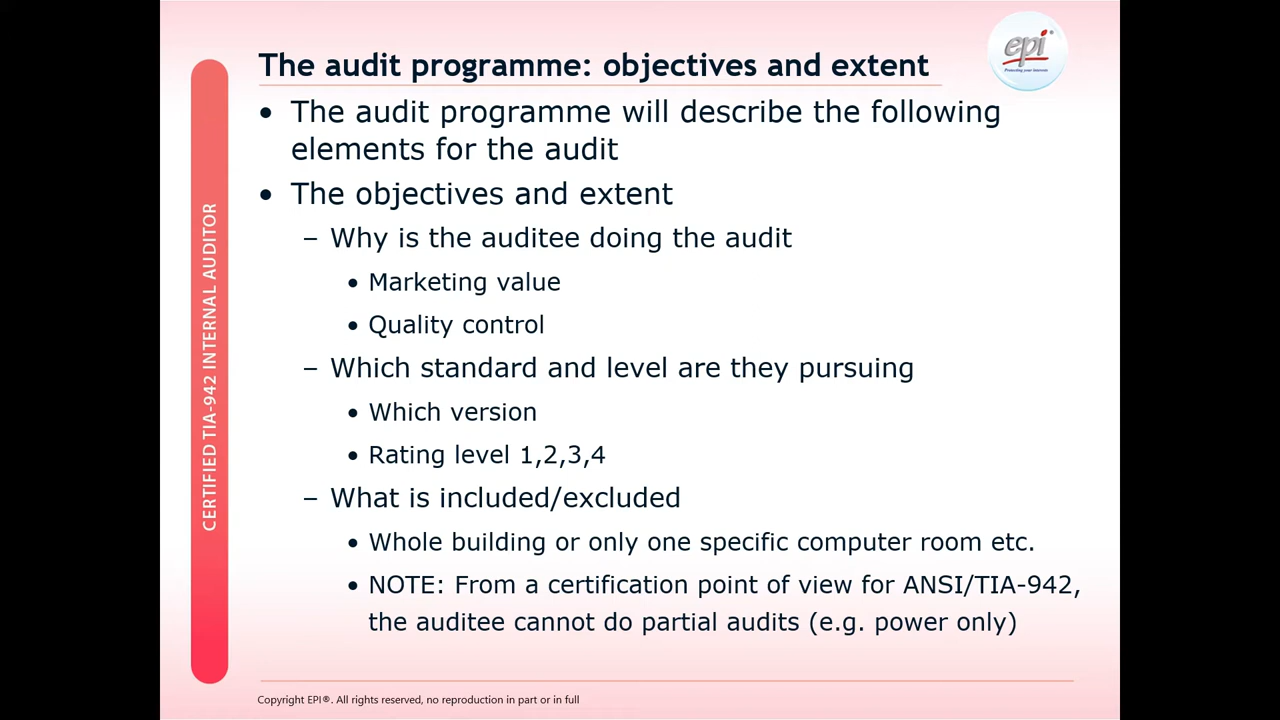 The audit programme: objectives and extent
epi®
Protecting your interests
• The audit programme will describe the following
elements for the audit
• The objectives and extent
– Why is the auditee doing the audit
• Marketing value
• Quality control
– Which standard and level are they pursuing
• Which version
• Rating level 1,2,3,4
– What is included/excluded
• Whole building or only one specific computer room etc.
• NOTE: From a certification point of view for ANSI/TIA-942,
the auditee cannot do partial audits (e.g. power only)
CERTIFIED TIA-942 INTERNAL AUDITOR
Copyright EPI®. All rights reserved, no reproduction in part or in full